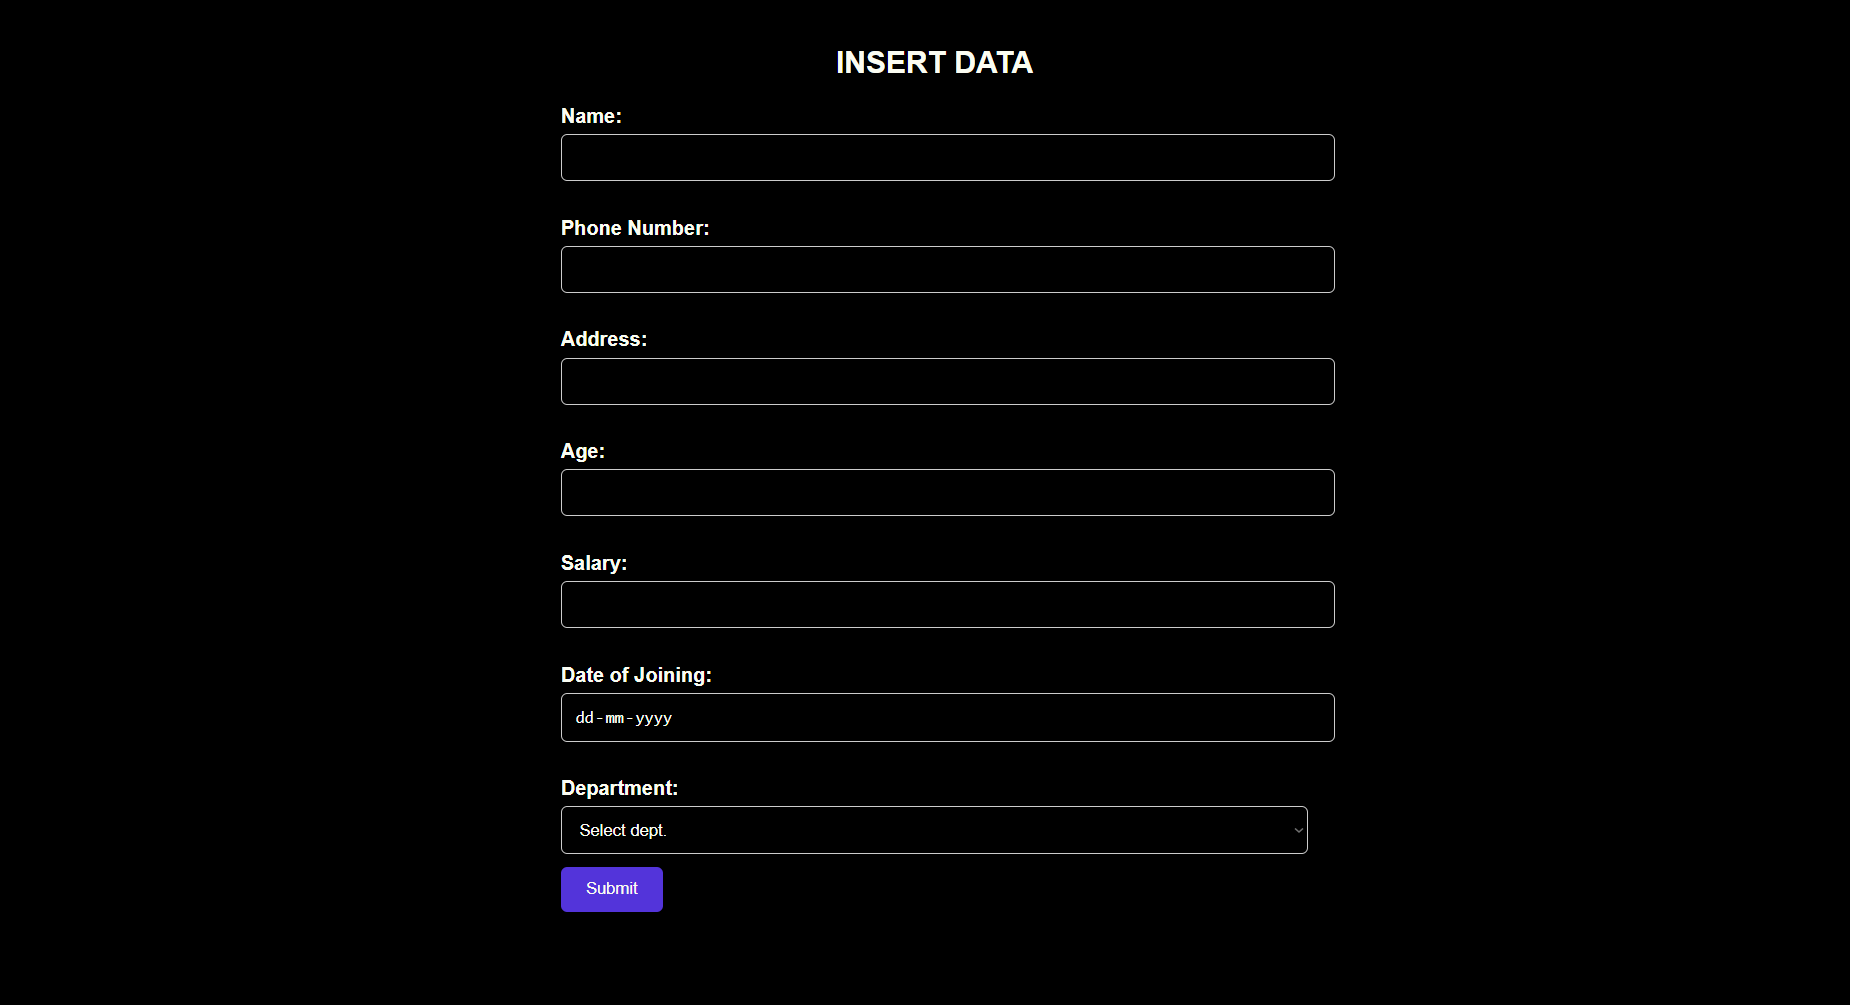 INSERT DATA
Name:
Phone Number:
Address:
Age:
Salary:
Date of Joining:
dd-mm-yyyy
Department:
Select dept.
Submit